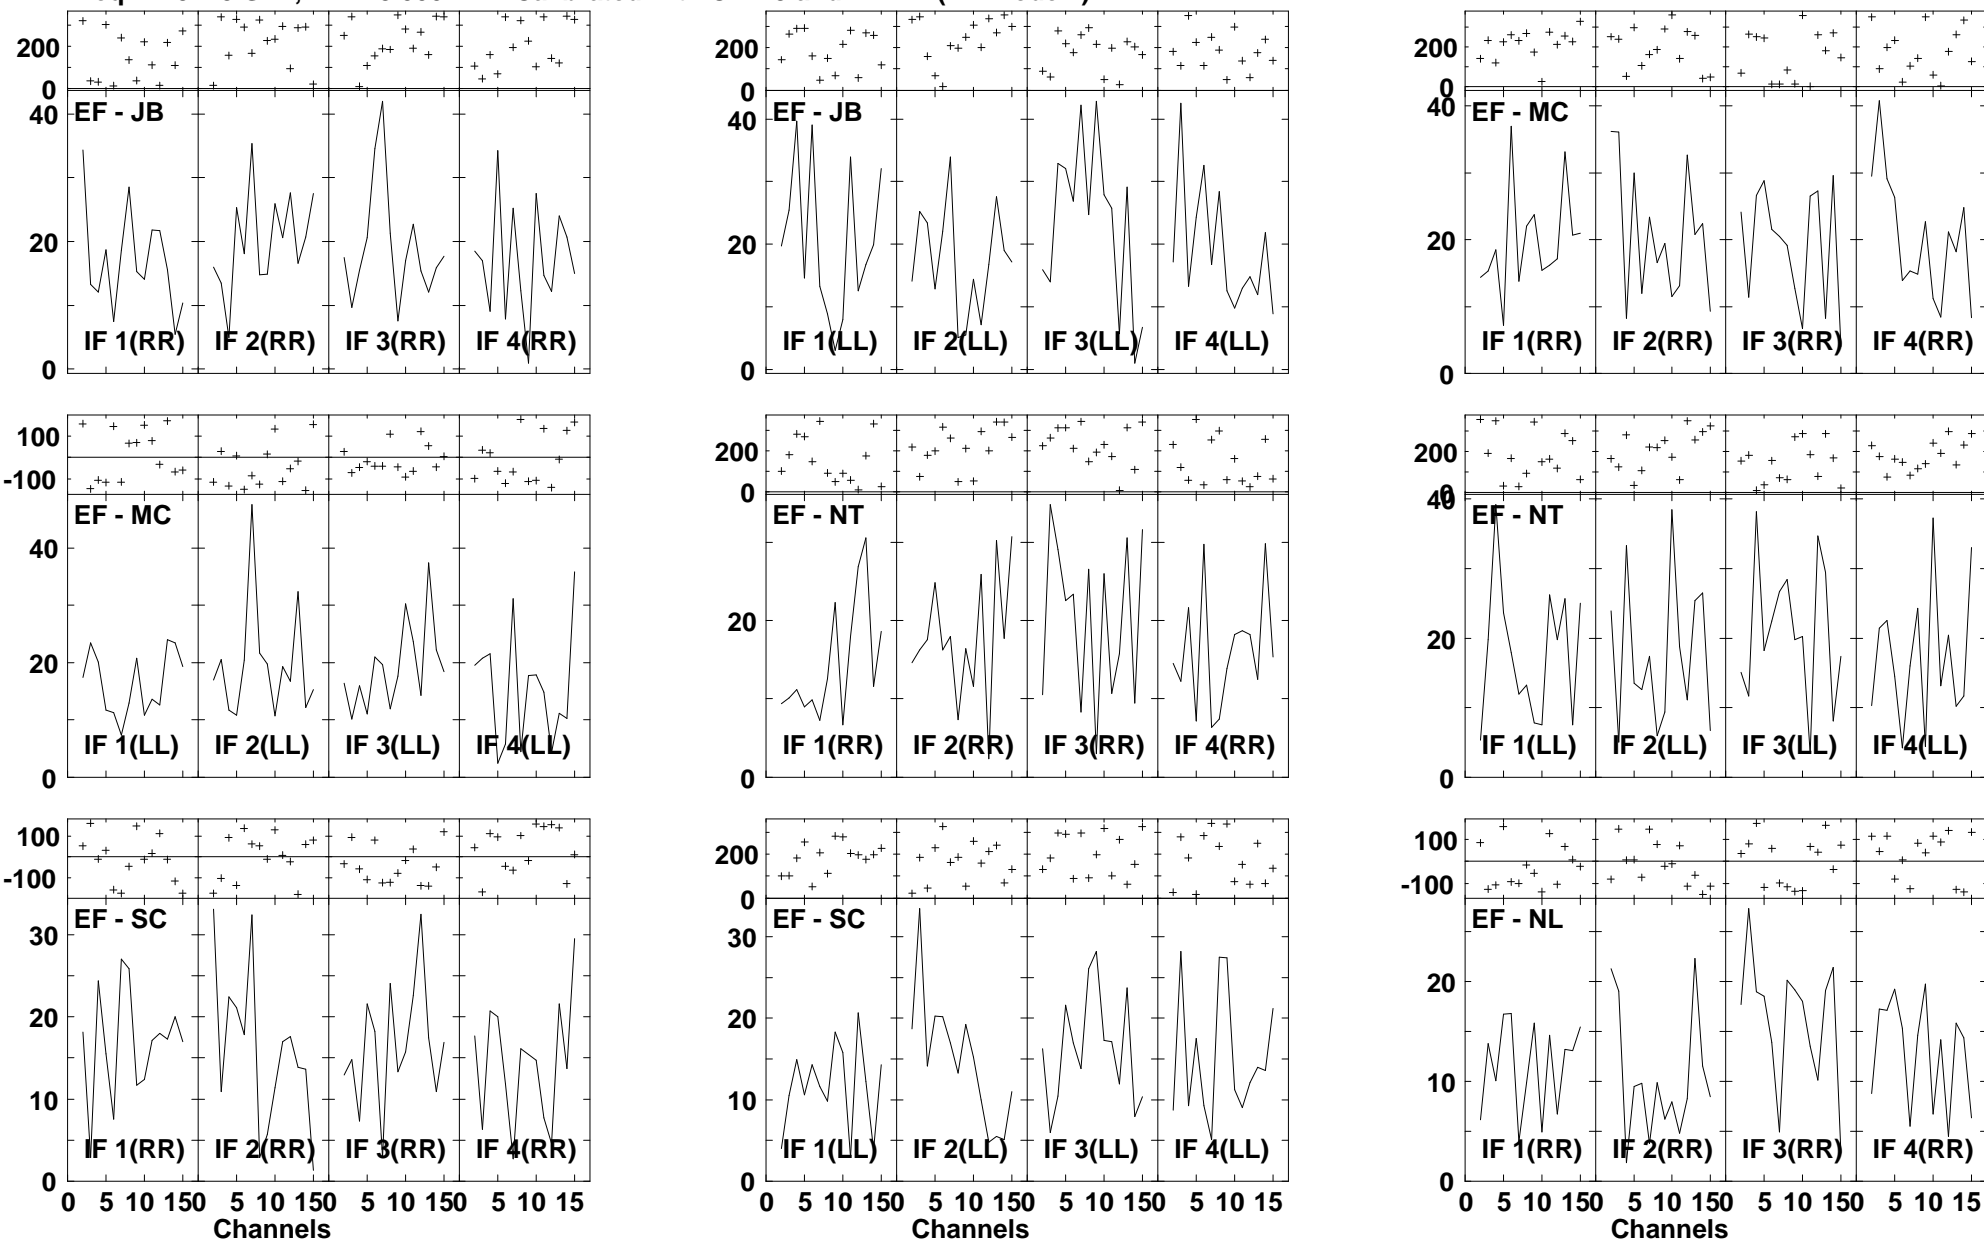 200 200 200
0 0 0
EF - JB EF - JB EF - MC
40 40 40
20 20 20
IF 1(RR) IF 2(RR) IF 3(RR) IF 4(RR) IF 1(LL) IF 2(LL) IF 3(LL) IF 4(LL) IF 1(RR) IF 2(RR) IF 3(RR) IF 4(RR)
0 0 0
100 200 200
-100 0 0
EF - MC EF - NT EF - NT
40 40
20 20 20
IF 1(LL) IF 2(LL) IF 3(LL) IF 4(LL) IF 1(RR) IF 2(RR) IF 3(RR) IF 4(RR) IF 1(LL) IF 2(LL) IF 3(LL) IF 4(LL)
0 0 0
100 200 100
-100 0 -100
EF - SC EF - SC EF - NL
30 30 20
20 20
10 10 10
IF 1(RR) IF 2(RR) IF 3(RR) IF 4(RR) IF 1(LL) IF 2(LL) IF 3(LL) IF 4(LL) IF 1(RR) IF 2(RR) IF 3(RR) IF 4(RR)
0 0 0
0 5 10 150 5 10 150 5 10 150 5 10 15 0 5 10 150 5 10 150 5 10 150 5 10 15 0 5 10 150 5 10 150 5 10 150 5 10 15
Channels Channels Channels